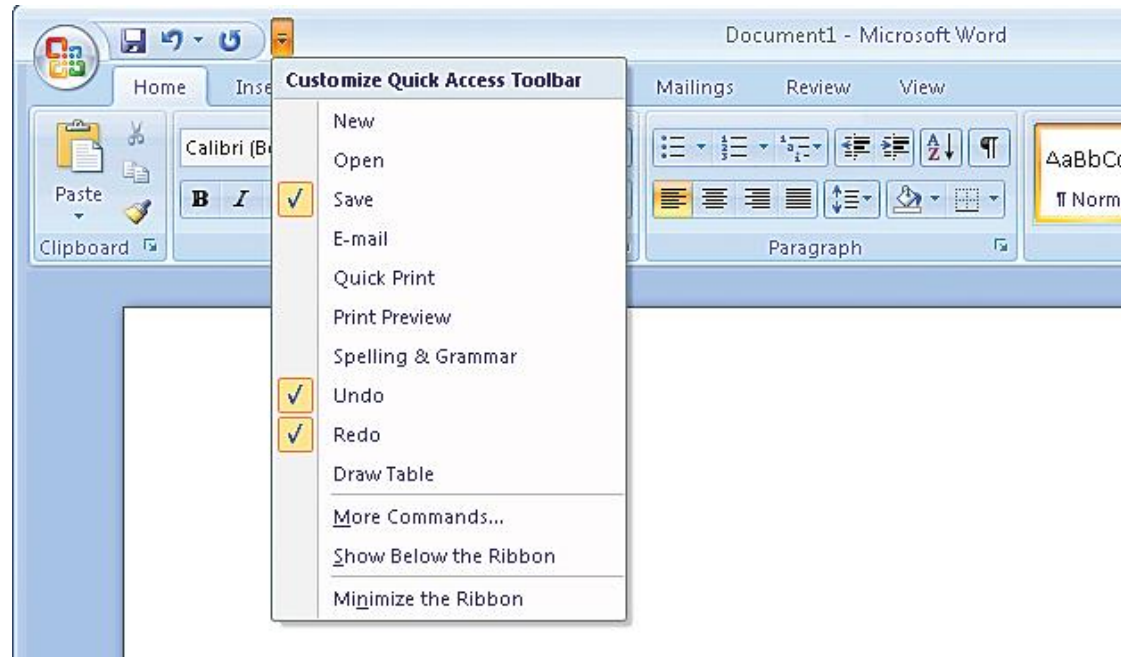 Document1 - Microsoft Word
Home
Customize Quick Access Toolbar
Mailings Review View
New
Open
Save
E-mail
Quick Print
Print Preview
Spelling & Grammar
Undo
Redo
Draw Table
More Commands...
Show Below the Ribbon
Minimize the Ribbon
Paste
Clipboard
Calibri
B I
Paragraph
AaBbC
¶ Norm